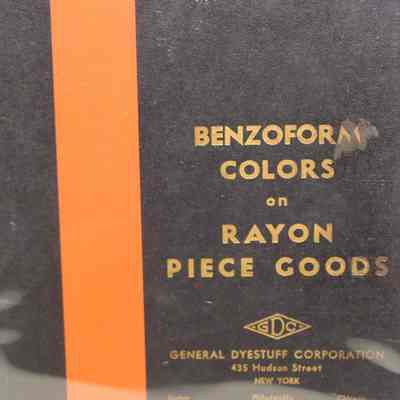 BENZOFORM
COLORS
on
RAYON
PIECE GOODS
GDC
GENERAL DYESTUFF CORPORATION
435 Hudson Street
NEW YORK